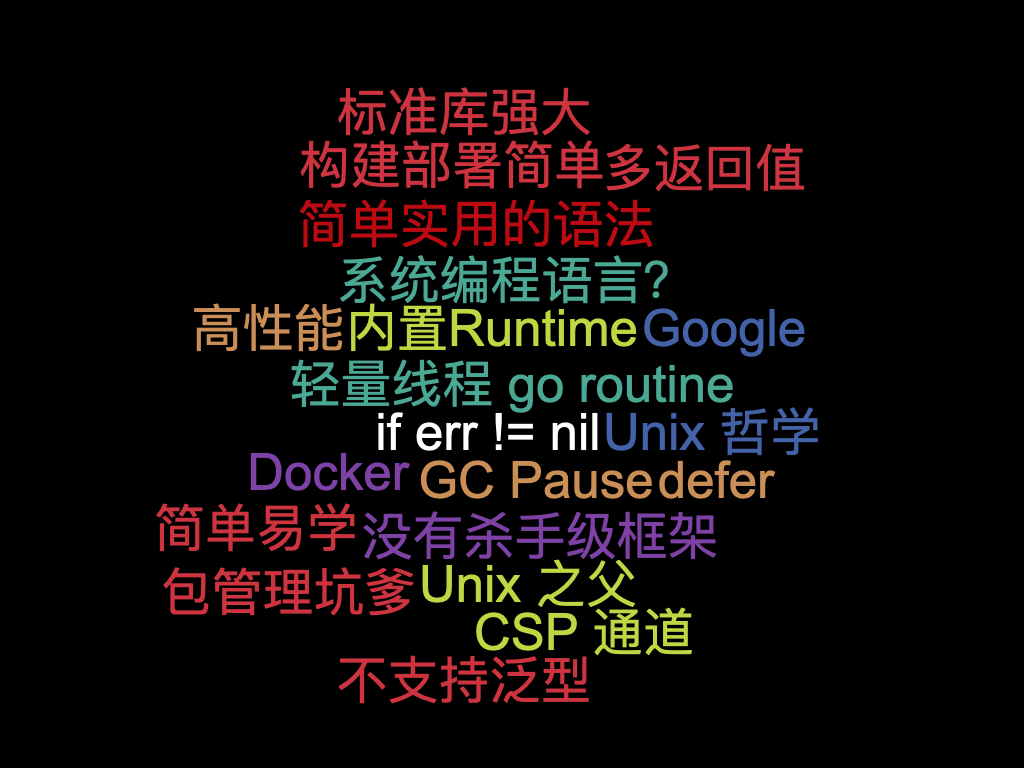 标准库强大
构建部署简单 多返回值
简单实用的语法
系统编程语言?
高性能 内置Runtime Google
轻量线程 go routine
if err != nil Unix 哲学
Docker GC Pause defer
简单易学 没有杀手级框架
包管理坑爹 Unix 之父
CSP 通道
不支持泛型